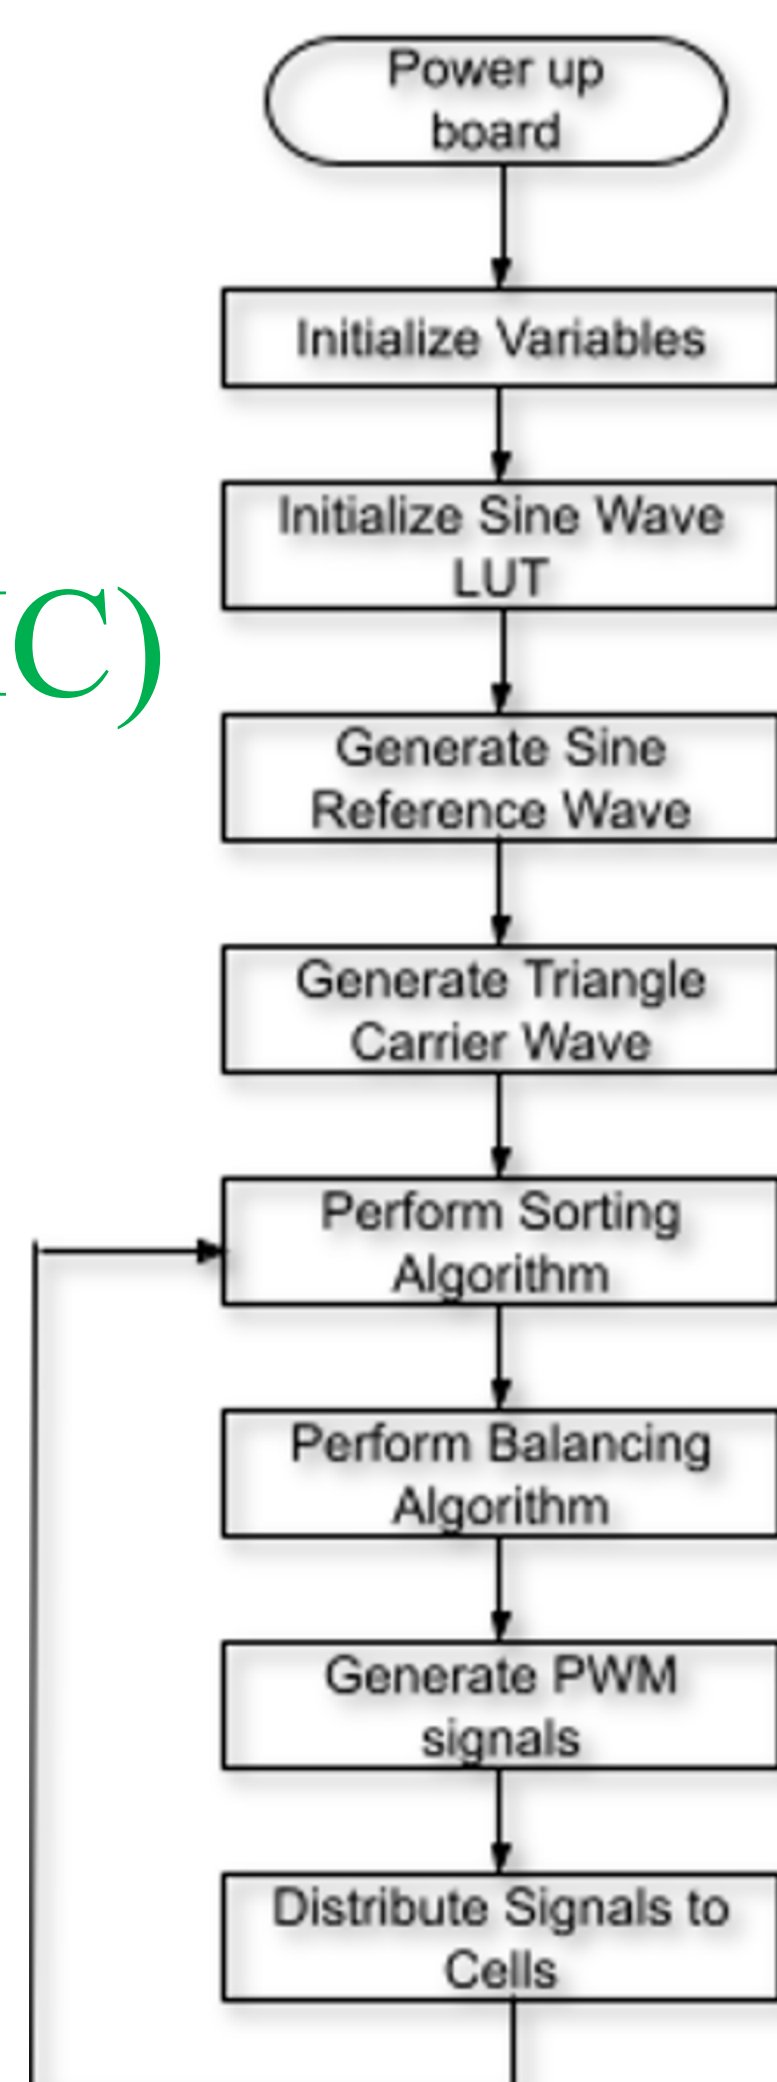 Power up
board
Initialize Variables
Initialize Sine Wave
LUT
C)
Generate Sine
Reference Wave
Generate Triangle
Carrier Wave
Perform Sorting
Algorithm
Perform Balancing
Algorithm
Generate PWM
signals
Distribute Signals to
Cells